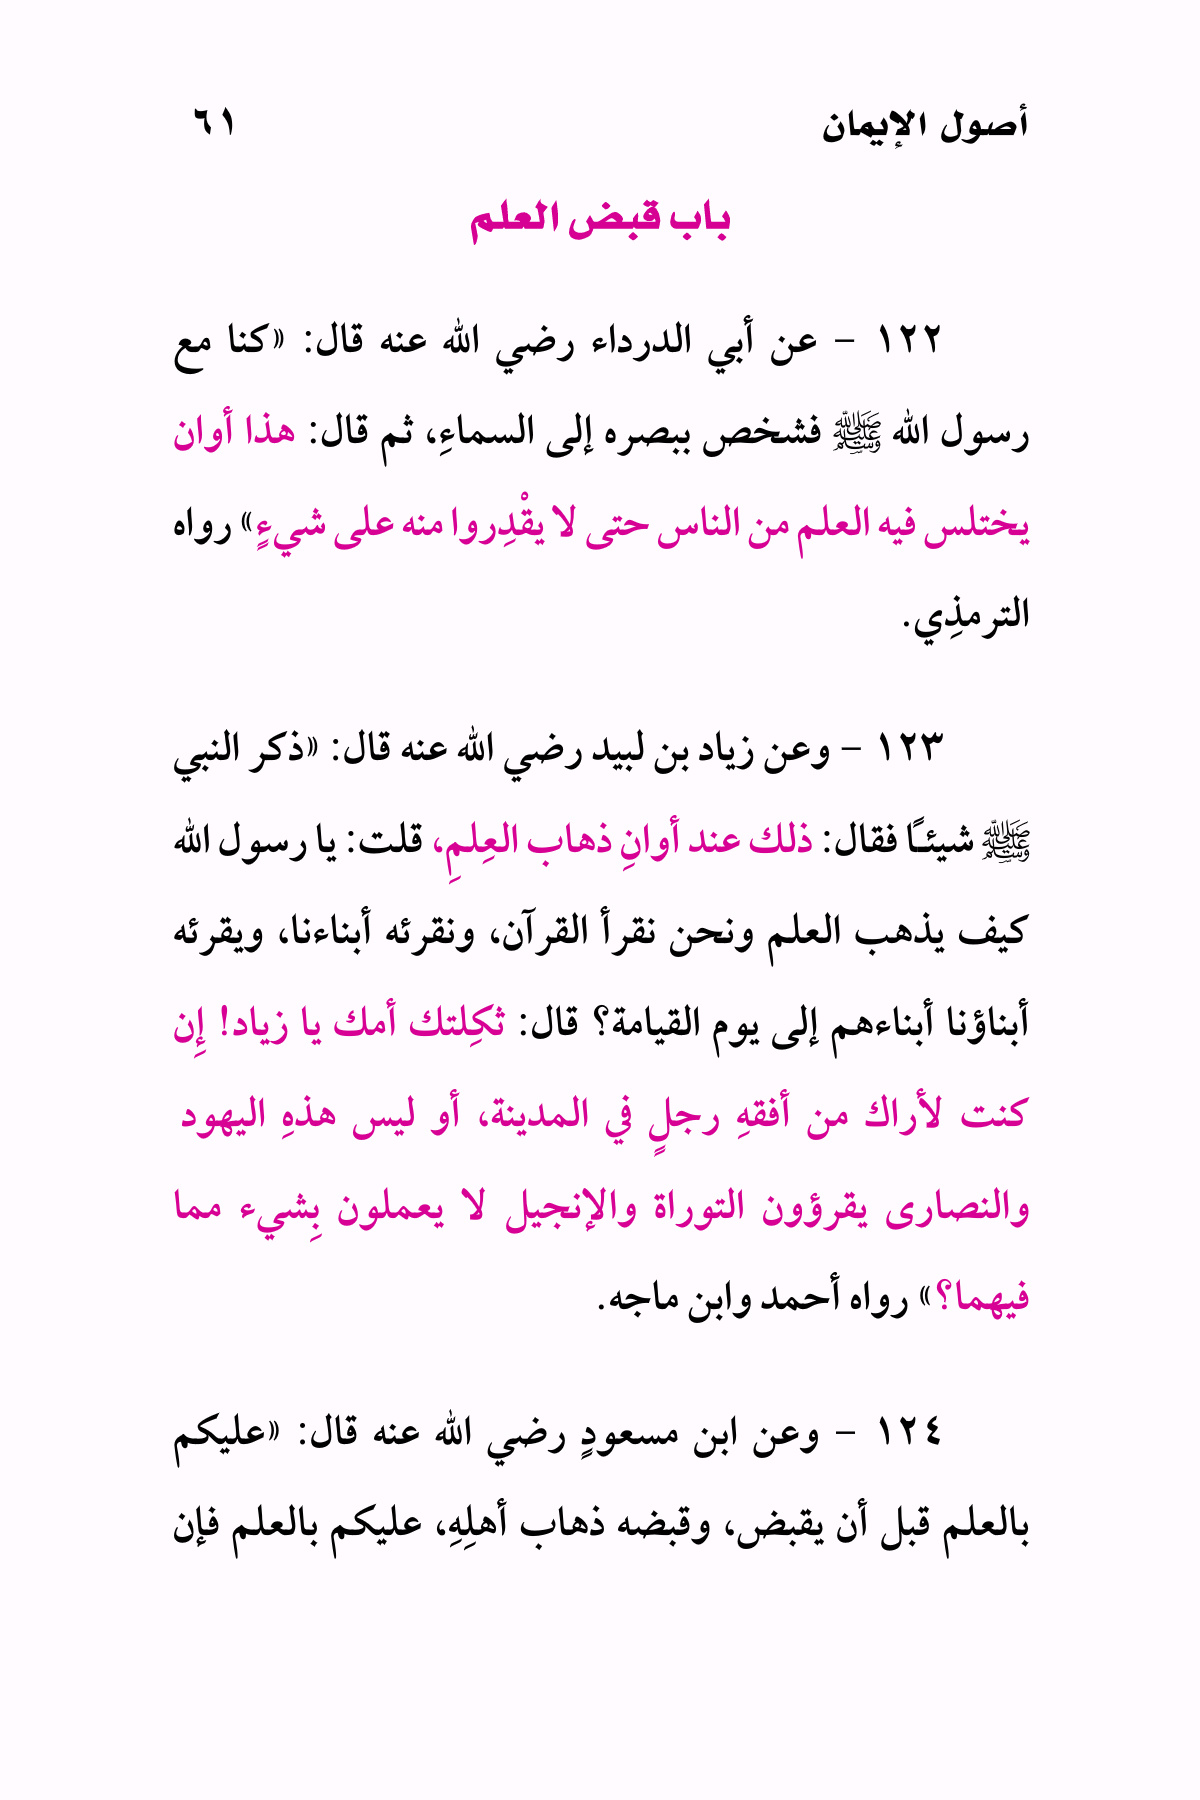 أصول الإيمان ٦١
باب قبض العلم
١٢٢ – عن أبي الدرداء رضي الله عنه قال: «كنا مع
رسول الله ﷺ فشخص ببصره إلى السماءِ، ثم قال: هذا أوان
يختلس فيه العلم من الناس حتى لا يقْدِروا منه على شيءٍ» رواه
الترمذِي.
١٢٣ – وعن زياد بن لبيد رضي الله عنه قال: «ذكر النبي
ﷺ شيئـًا فقال: ذلك عند أوانِ ذهاب العِلمِ، قلت: يا رسول الله
كيف يذهب العلم ونحن نقرأ القرآن، ونقرئه أبناءنا، ويقرئه
أبناؤنا أبناءهم إلى يوم القيامة؟ قال: ثكِلتك أمك يا زياد! إِن
كنت لأراك من أفقهِ رجلٍ في المدينة، أو ليس هذهِ اليهود
والنصارى يقرؤون التوراة والإنجيل لا يعملون بِشيء مما
فيهما؟» رواه أحمد وابن ماجه.
١٢٤ – وعن ابن مسعودٍ رضي الله عنه قال: «عليكم
بالعلم قبل أن يقبض، وقبضه ذهاب أهلِهِ، عليكم بالعلم فإن